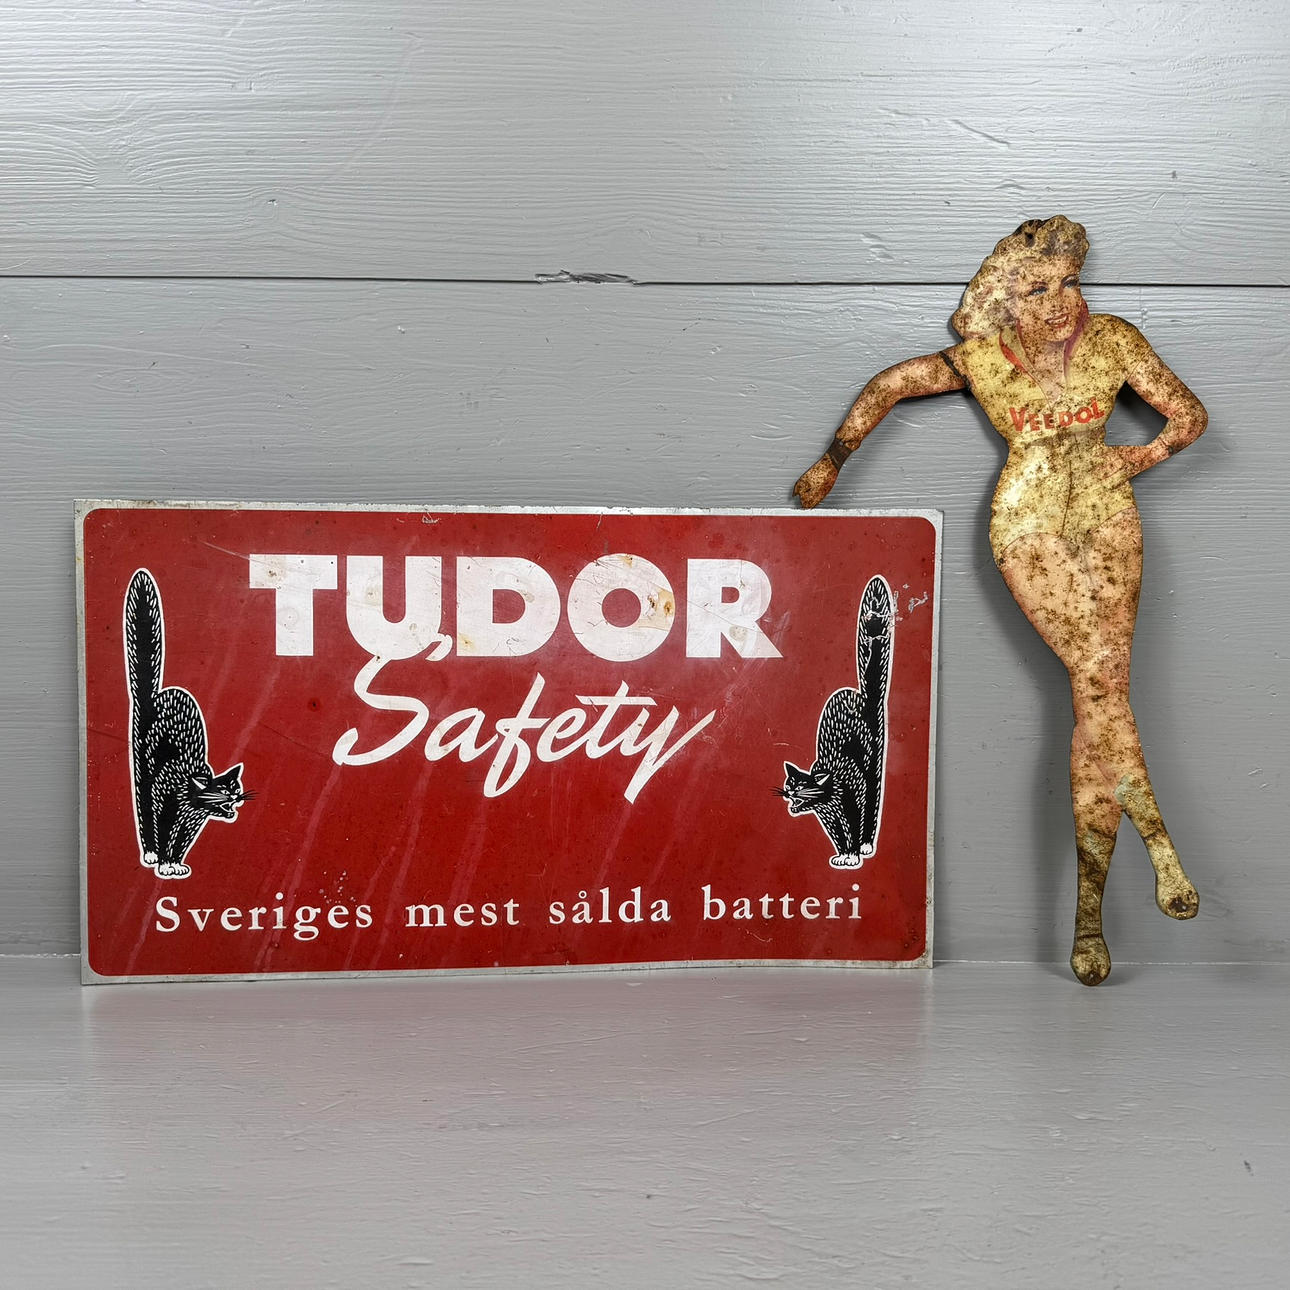 VEEDOL
TUDOR
Safety
Sveriges mest sålda batteri